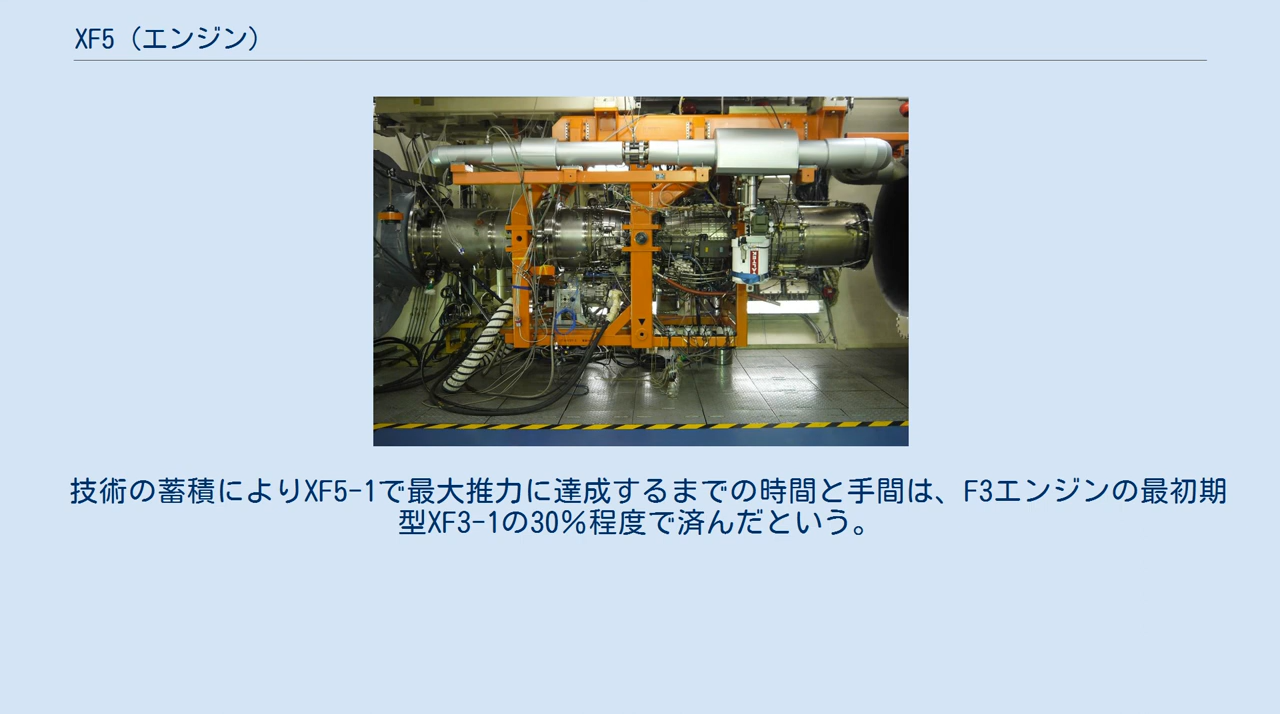 XF5（エンジン）
技術の蓄積によりXF5-1で最大推力に達成するまでの時間と手間は、F3エンジンの最初期
型XF3-1の30％程度で済んだという。